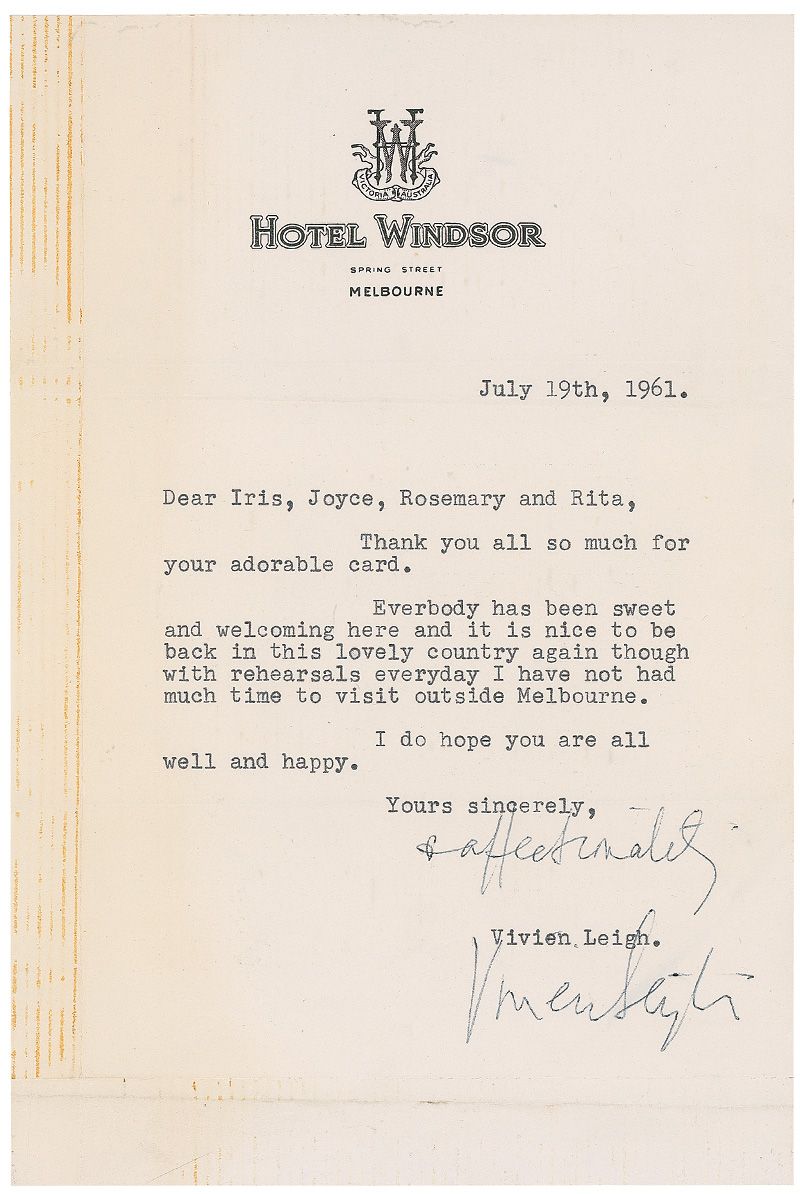 HW
VICTORIA AUSTRALIA
HOTEL WINDSOR
SPRING STREET
MELBOURNE
July 19th, 1961.
Dear Iris, Joyce, Rosemary and Rita,
Thank you all so much for
your adorable card.
Everbody has been sweet
and welcoming here and it is nice to be
back in this lovely country again though
with rehearsals everyday I have not had
much time to visit outside Melbourne.
I do hope you are all
well and happy.
Yours sincerely,
& affectionately
Vivien Leigh.
Vivien Leigh